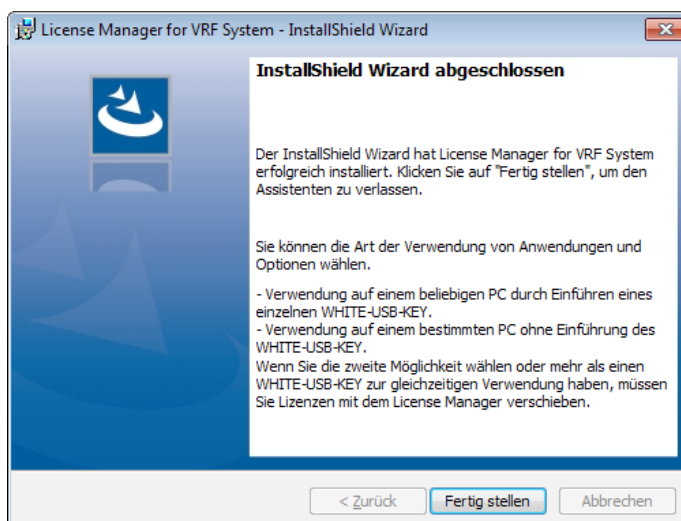 License Manager for VRF System - InstallShield Wizard
InstallShield Wizard abgeschlossen
Der InstallShield Wizard hat License Manager for VRF System
erfolgreich installiert. Klicken Sie auf "Fertig stellen", um den
Assistenten zu verlassen.
Sie können die Art der Verwendung von Anwendungen und
Optionen wählen.
- Verwendung auf einem beliebigen PC durch Einführen eines
einzelnen WHITE-USB-KEY.
- Verwendung auf einem bestimmten PC ohne Einführung des
WHITE-USB-KEY.
Wenn Sie die zweite Möglichkeit wählen oder mehr als einen
WHITE-USB-KEY zur gleichzeitigen Verwendung haben, müssen
Sie Lizenzen mit dem License Manager verschieben.
< Zurück Fertig stellen Abbrechen